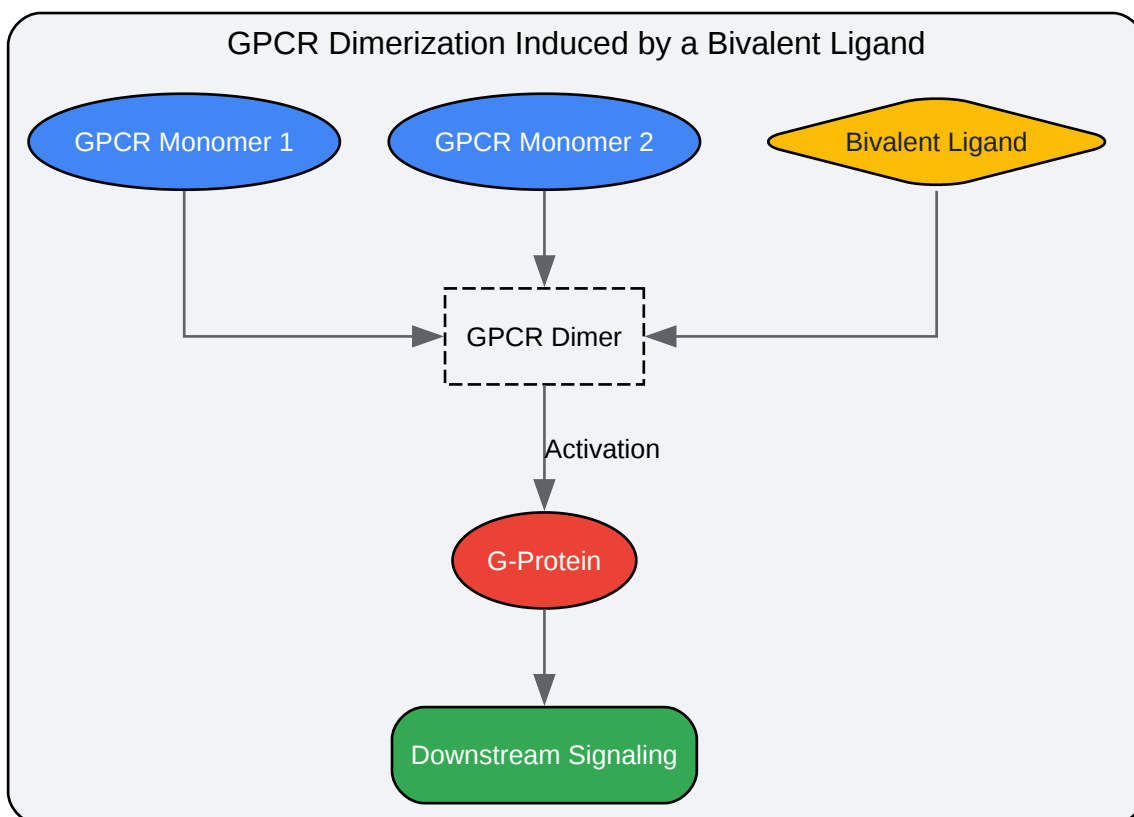 GPCR Dimerization Induced by a Bivalent Ligand
GPCR Monomer 1
GPCR Monomer 2
Bivalent Ligand
GPCR Dimer
Activation
G-Protein
Downstream Signaling